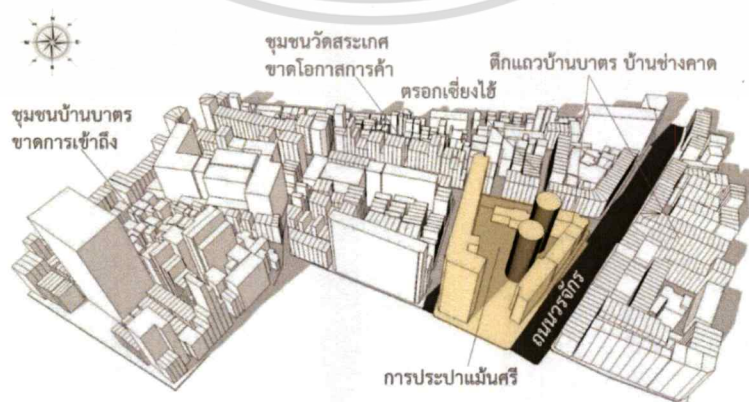 ชุมชนวัดสระเกศ
ขาดโอกาสการค้า
ตึกแถวบ้านบาตร บ้านช่างคาด
ตรอกเซี่ยงไฮ้
ชุมชนบ้านบาตร
ขาดการเข้าถึง
ถนนวรจักร
การประปาแม้นศรี